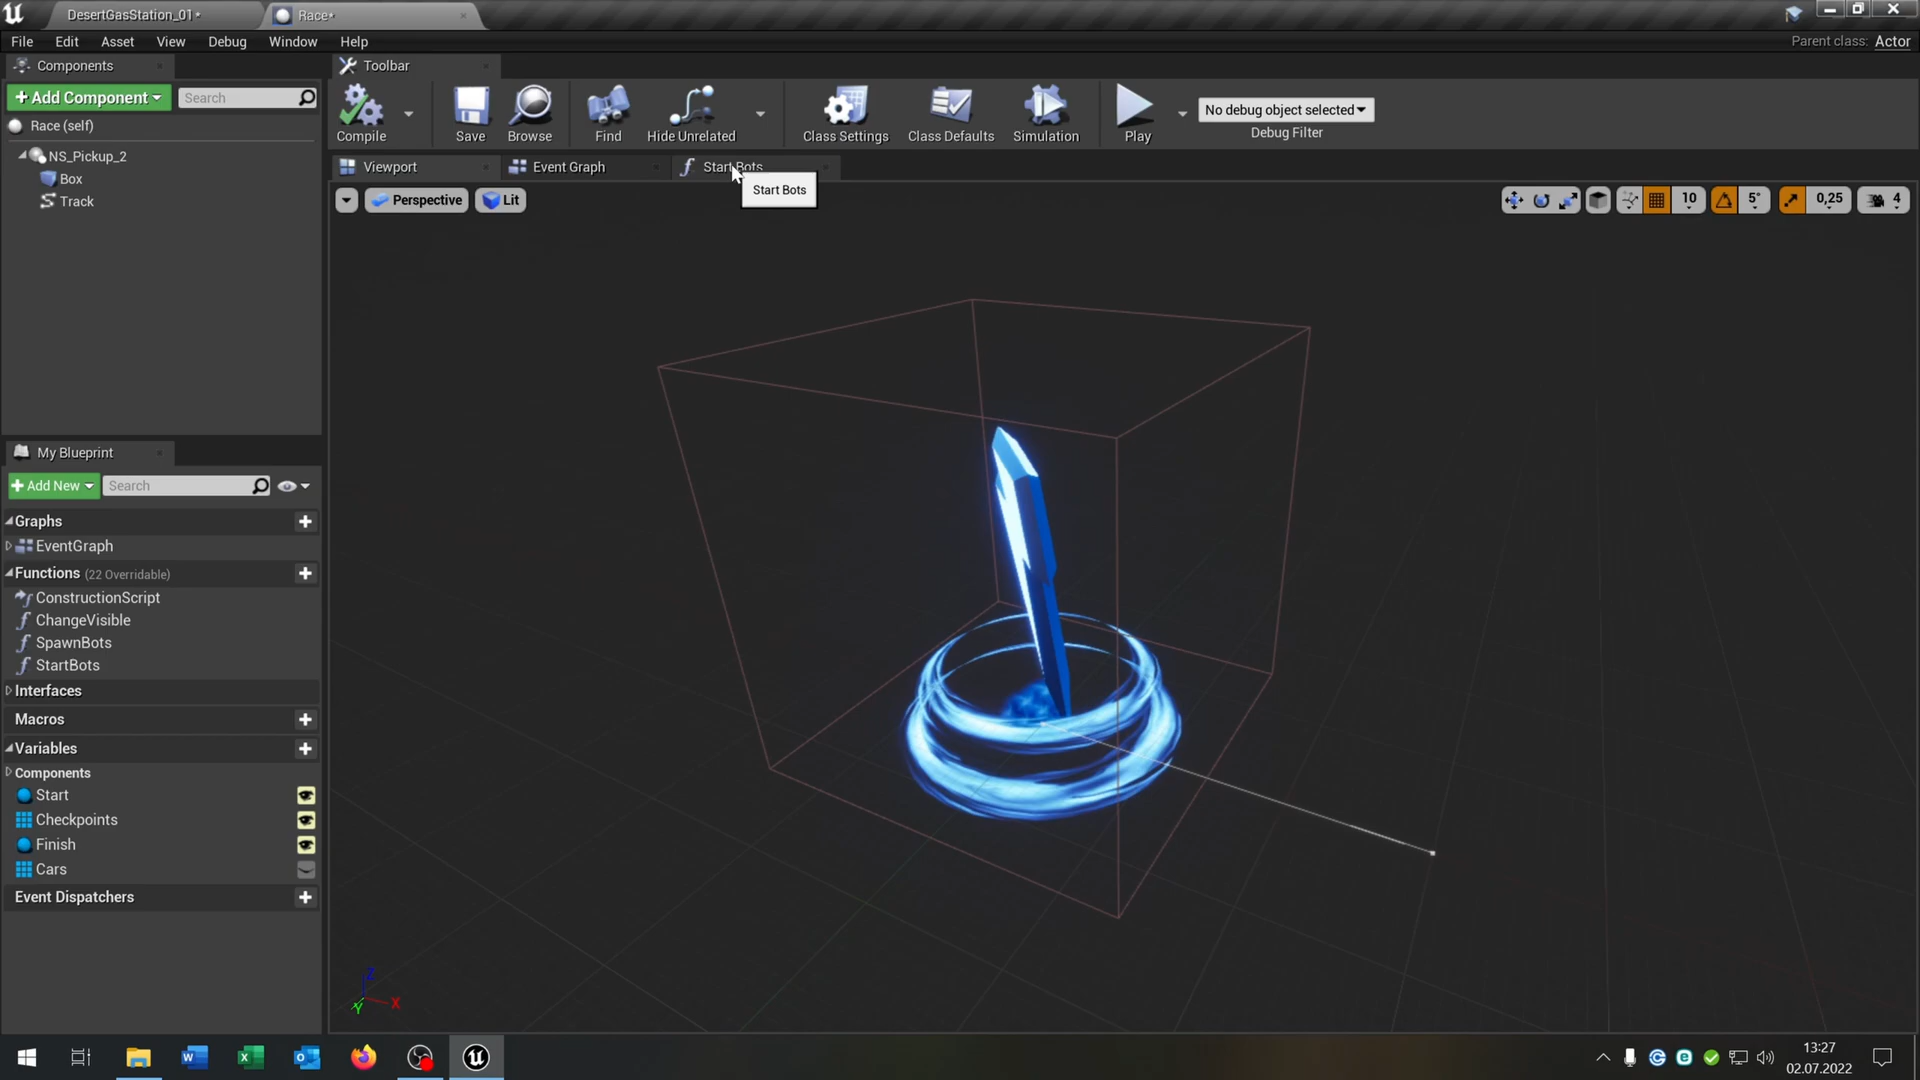 DesertGasStation_01*
Race*
File Edit Asset View Debug Window Help
Parent class: Actor
Components
Toolbar
+ Add Component
Search
Race (self)
NS_Pickup_2
Box
Track
Compile
Save
Browse
Find
Hide Unrelated
Class Settings
Class Defaults
Simulation
Play
No debug object selected
Debug Filter
Viewport
Event Graph
Start Bots
Start Bots
Perspective
Lit
10
5°
0,25
4
My Blueprint
+ Add New
Search
Graphs
EventGraph
Functions (22 Overridable)
ConstructionScript
ChangeVisible
SpawnBots
StartBots
Interfaces
Macros
Variables
Components
Start
Checkpoints
Finish
Cars
Event Dispatchers
Z
X
Y
13:27
02.07.2022